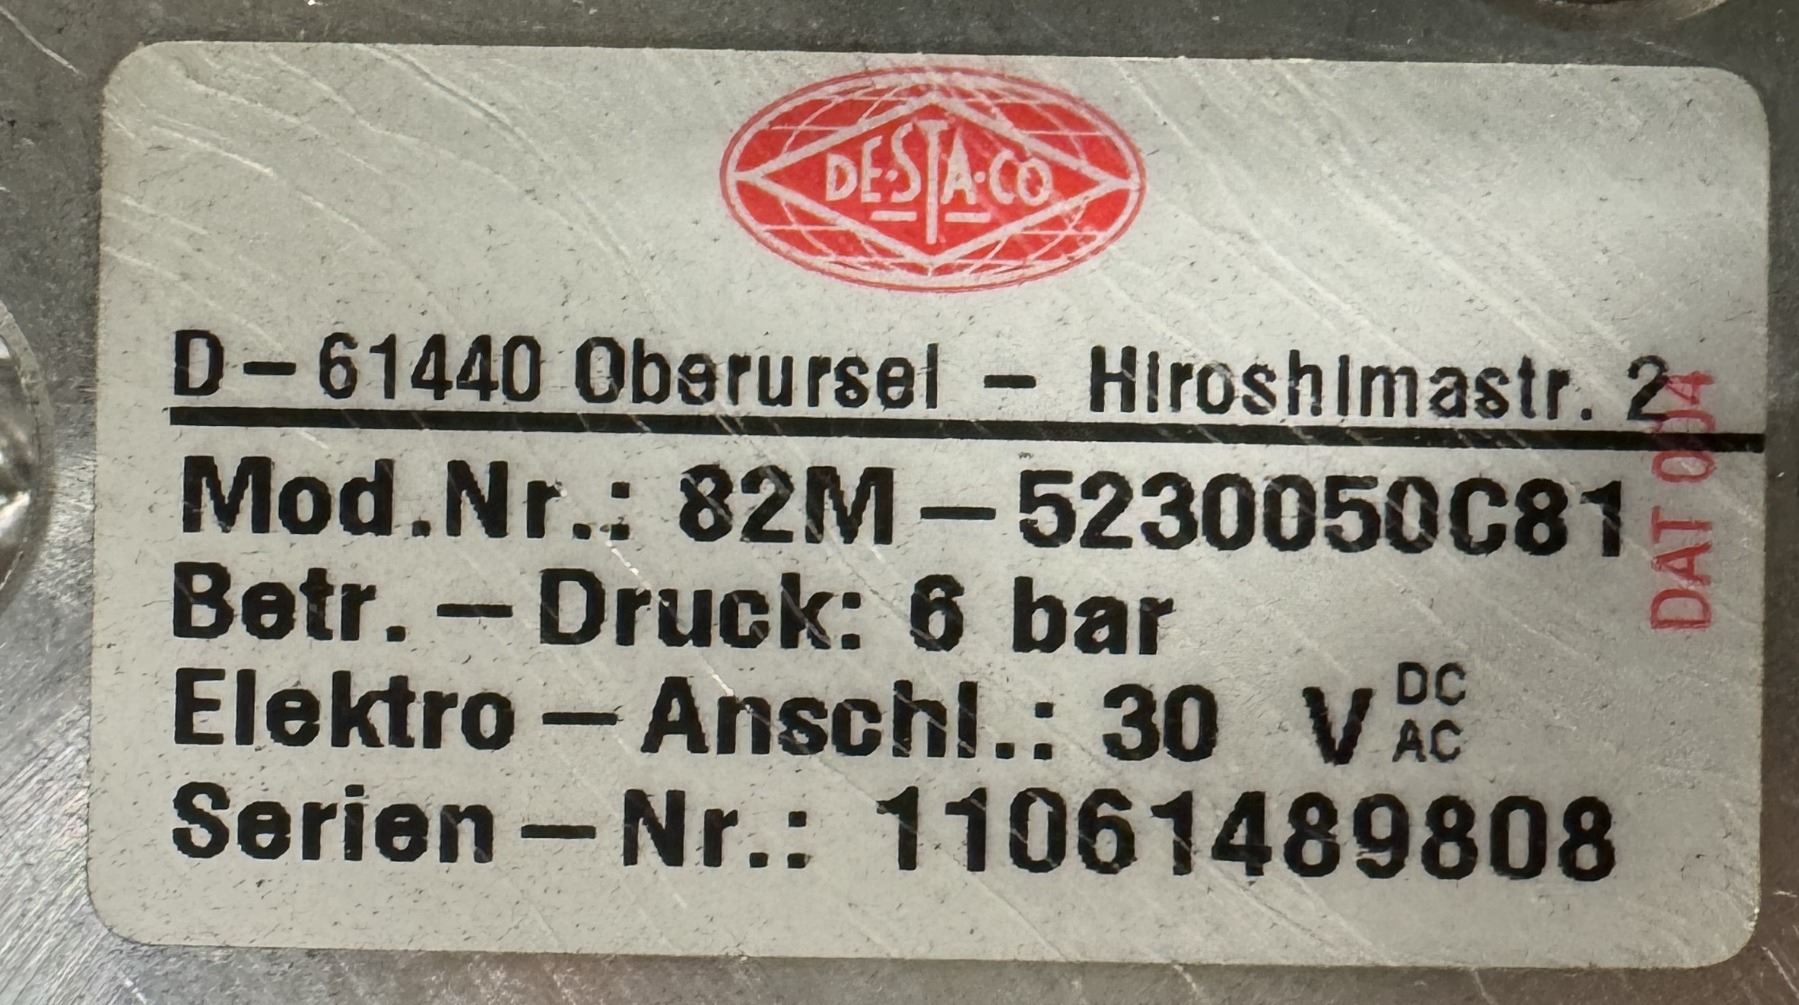 DE·STA·CO
D-61440 Oberursel - Hiroshimastr. 2
Mod.Nr.: 82M-5230050C81
Betr.-Druck: 6 bar
Elektro-Anschl.: 30 V DC AC
Serien-Nr.: 11061489808
DAT 004